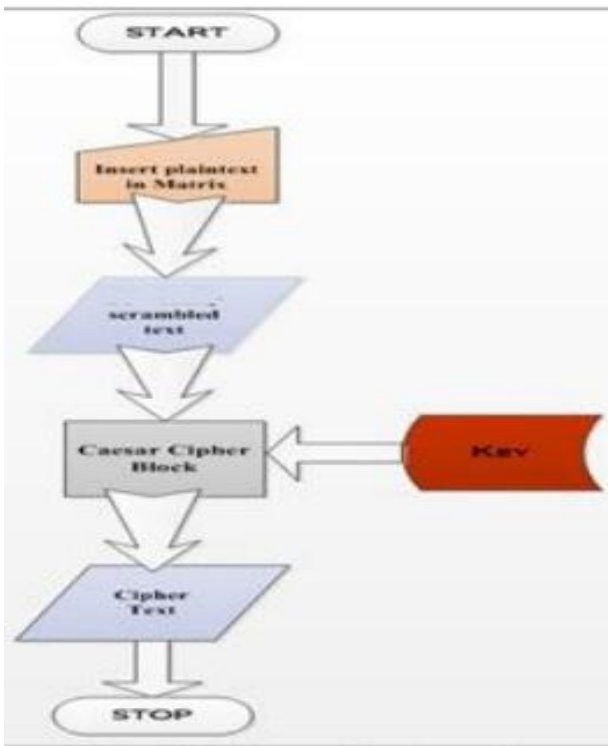 START
Insert plaintext
in Matrix
scrambled
text
Caesar Cipher
Block
Key
Cipher
Text
STOP